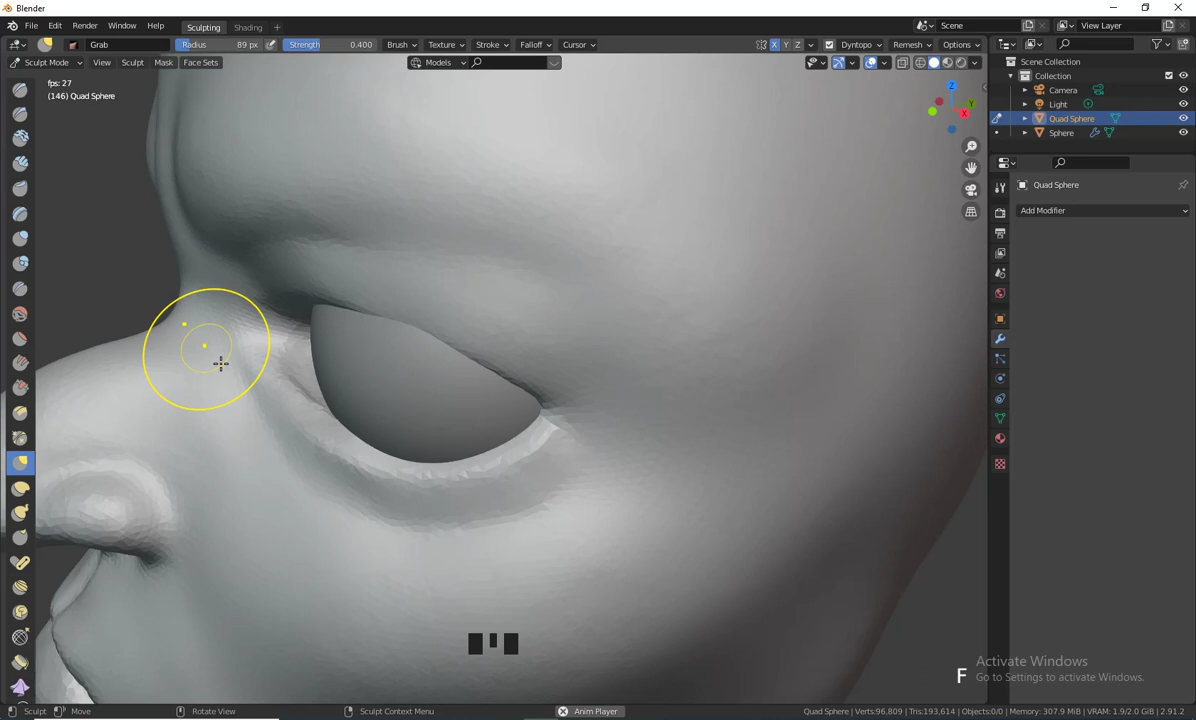 Blender
File Edit Render Window Help Sculpting Shading + Scene View Layer
Grab Radius 89 px Strength 0.400 Brush Texture Stroke Falloff Cursor X Y Z Dyntopo Remesh Options
Sculpt Mode View Sculpt Mask Face Sets Models
fps: 27
(146) Quad Sphere
Z
Y
X
Scene Collection
Collection
Camera
Light
Quad Sphere
Sphere
Quad Sphere
Add Modifier
F
Activate Windows
Go to Settings to activate Windows.
Sculpt Move Rotate View Sculpt Context Menu Anim Player Quad Sphere | Verts:96,809 | Tris:193,614 | Objects:0/0 | Memory: 307.9 MiB | VRAM: 1.9/2.0 GiB | 2.91.2